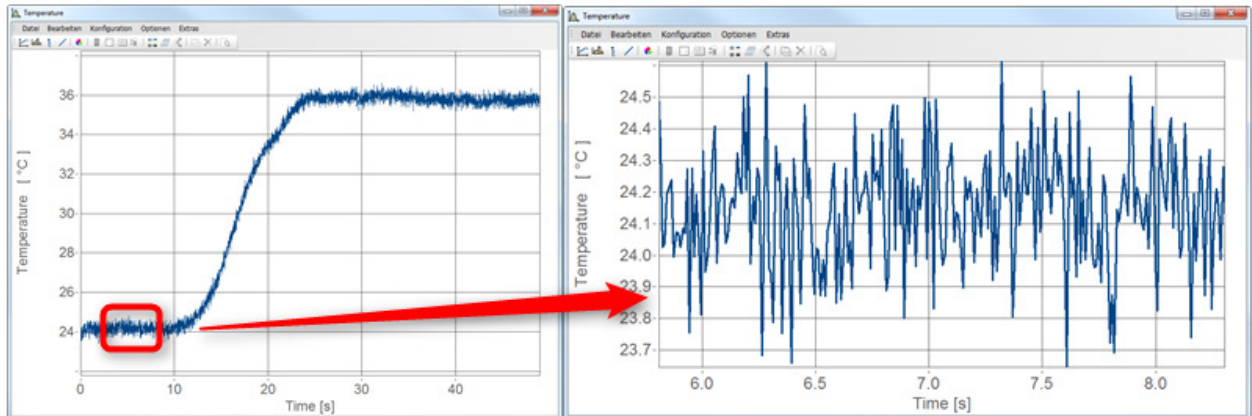 Temperature
Datei Bearbeiten Konfiguration Optionen Extras
36
34
32
30
28
26
24
Temperature [ °C ]
0 10 20 30 40
Time [s]
Temperature
Datei Bearbeiten Konfiguration Optionen Extras
24.5
24.4
24.3
24.2
24.1
24.0
23.9
23.8
23.7
Temperature [ °C ]
6.0 6.5 7.0 7.5 8.0
Time [s]